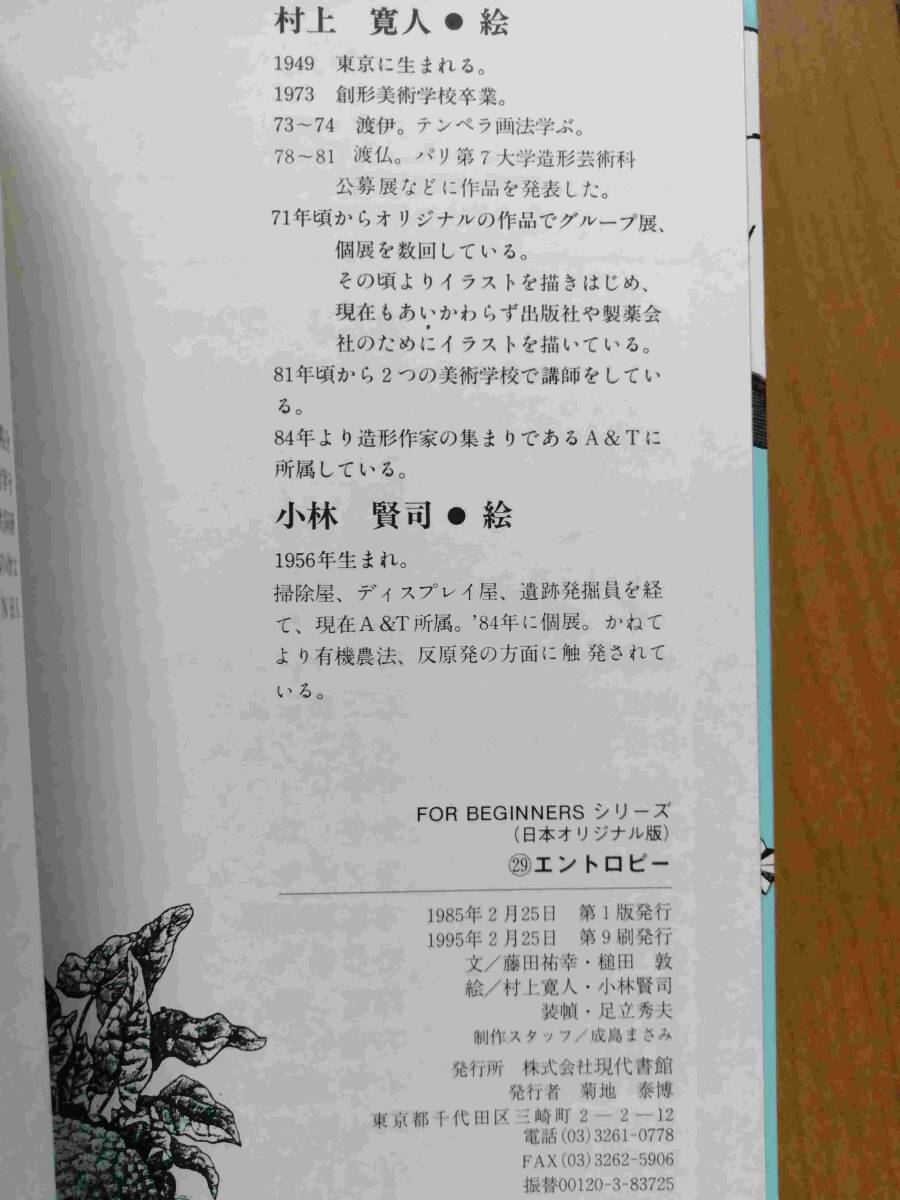 村上　寛人●絵
1949　東京に生まれる。
1973　創形美術学校卒業。
73〜74　渡伊。テンペラ画法学ぶ。
78〜81　渡仏。パリ第７大学造形芸術科
公募展などに作品を発表した。
71年頃からオリジナルの作品でグループ展、
個展を数回している。
その頃よりイラストを描きはじめ、
現在もあいかわらず出版社や製薬会
社のためにイラストを描いている。
81年頃から２つの美術学校で講師をしてい
る。
84年より造形作家の集まりであるＡ＆Ｔに
所属している。
小林　賢司●絵
1956年生まれ。
掃除屋、ディスプレイ屋、遺跡発掘員を経
て、現在Ａ＆Ｔ所属。’84年に個展。かねて
より有機農法、反原発の方面に触発されて
いる。
FOR BEGINNERS シリーズ
（日本オリジナル版）
㉙エントロピー
1985年２月25日　第１版発行
1995年２月25日　第９刷発行
文／藤田祐幸・槌田　敦
絵／村上寛人・小林賢司
装幀・足立秀夫
制作スタッフ／成島まさみ
発行所　株式会社現代書館
発行者　菊地　泰博
東京都千代田区三崎町２―２―12
電話(03)3261-0778
FAX(03)3262-5906
振替00120-3-83725